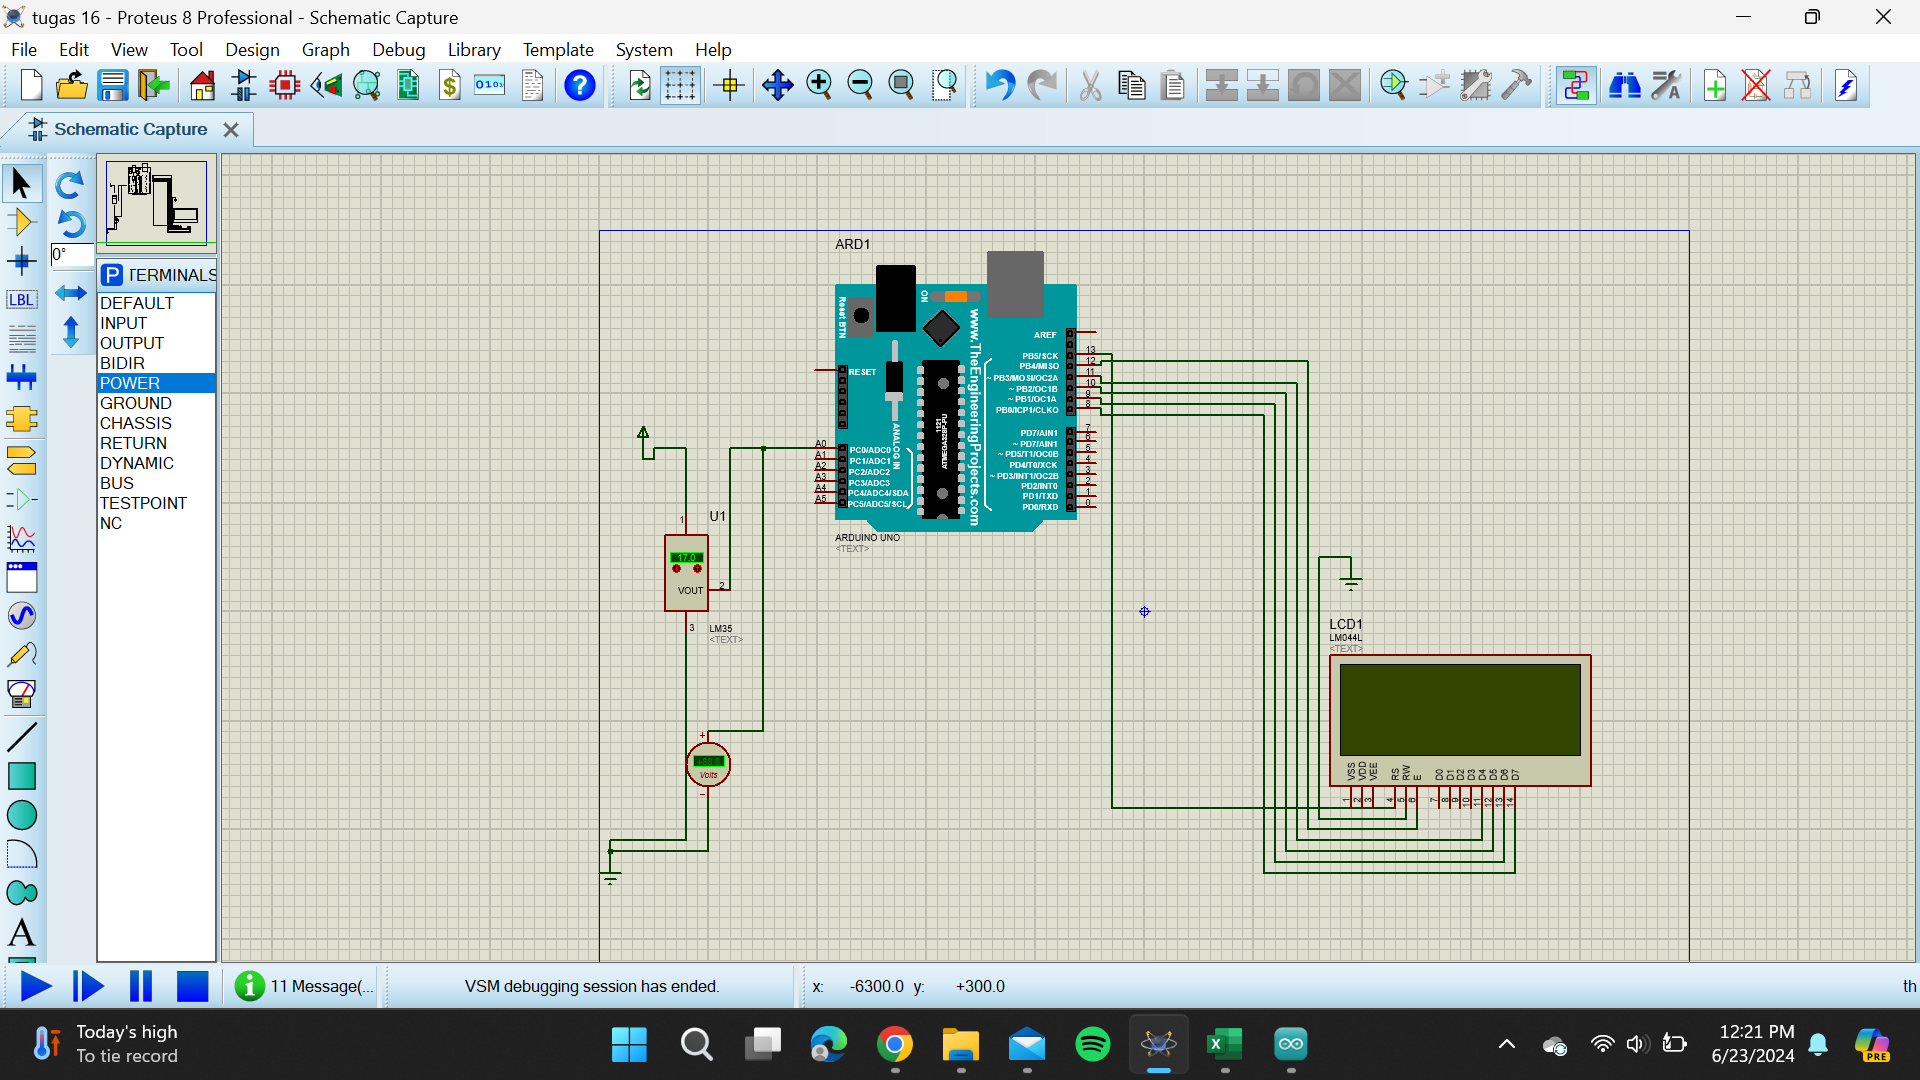 tugas 16 - Proteus 8 Professional - Schematic Capture
File Edit View Tool Design Graph Debug Library Template System Help
Schematic Capture
0°
LBL
P TERMINALS
DEFAULT
INPUT
OUTPUT
BIDIR
POWER
GROUND
CHASSIS
RETURN
DYNAMIC
BUS
TESTPOINT
NC
ARD1
Reset BTN
ON
www.TheEngineeringProjects.com
AREF
RESET
PB5/SCK 13
PB4/MISO 12
~ PB3/MOSI/OC2A 11
~ PB2/OC1B 10
~ PB1/OC1A 9
PB0/ICP1/CLKO 8
ANALOG IN
1121
ATMEGA328P-PU
A0 PC0/ADC0
A1 PC1/ADC1
A2 PC2/ADC2
A3 PC3/ADC3
A4 PC4/ADC4/SDA
A5 PC5/ADC5/SCL
PD7/AIN1 7
~ PD7/AIN1 6
~ PD5/T1/OC0B 5
PD4/T0/XCK 4
~ PD3/INT1/OC2B 3
PD2/INT0 2
PD1/TXD 1
PD0/RXD 0
ARDUINO UNO
<TEXT>
U1
1
17.0
VOUT
2
3
LM35
<TEXT>
+88.8
Volts
LCD1
LM044L
<TEXT>
VSS VDD VEE RS RW E D0 D1 D2 D3 D4 D5 D6 D7
1 2 3 4 5 6 7 8 9 10 11 12 13 14
11 Message(...
VSM debugging session has ended.
x: -6300.0 y: +300.0
th
Today's high
To tie record
12:21 PM
6/23/2024
PRE